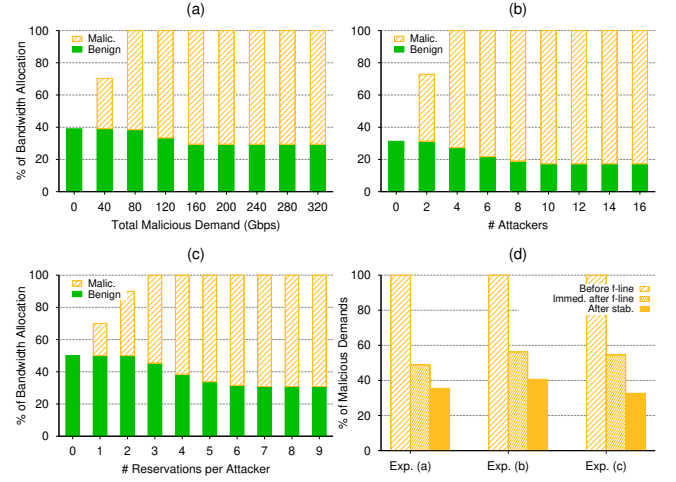 (a)
% of Bandwidth Allocation
100
80
60
40
20
0
Malic.
Benign
0 40 80 120 160 200 240 280 320
Total Malicious Demand (Gbps)
(b)
% of Bandwidth Allocation
100
80
60
40
20
0
Malic.
Benign
0 2 4 6 8 10 12 14 16
# Attackers
(c)
% of Bandwidth Allocation
100
80
60
40
20
0
Malic.
Benign
0 1 2 3 4 5 6 7 8 9
# Reservations per Attacker
(d)
% of Malicious Demands
100
80
60
40
20
0
Before f-line
Immed. after f-line
After stab.
Exp. (a) Exp. (b) Exp. (c)